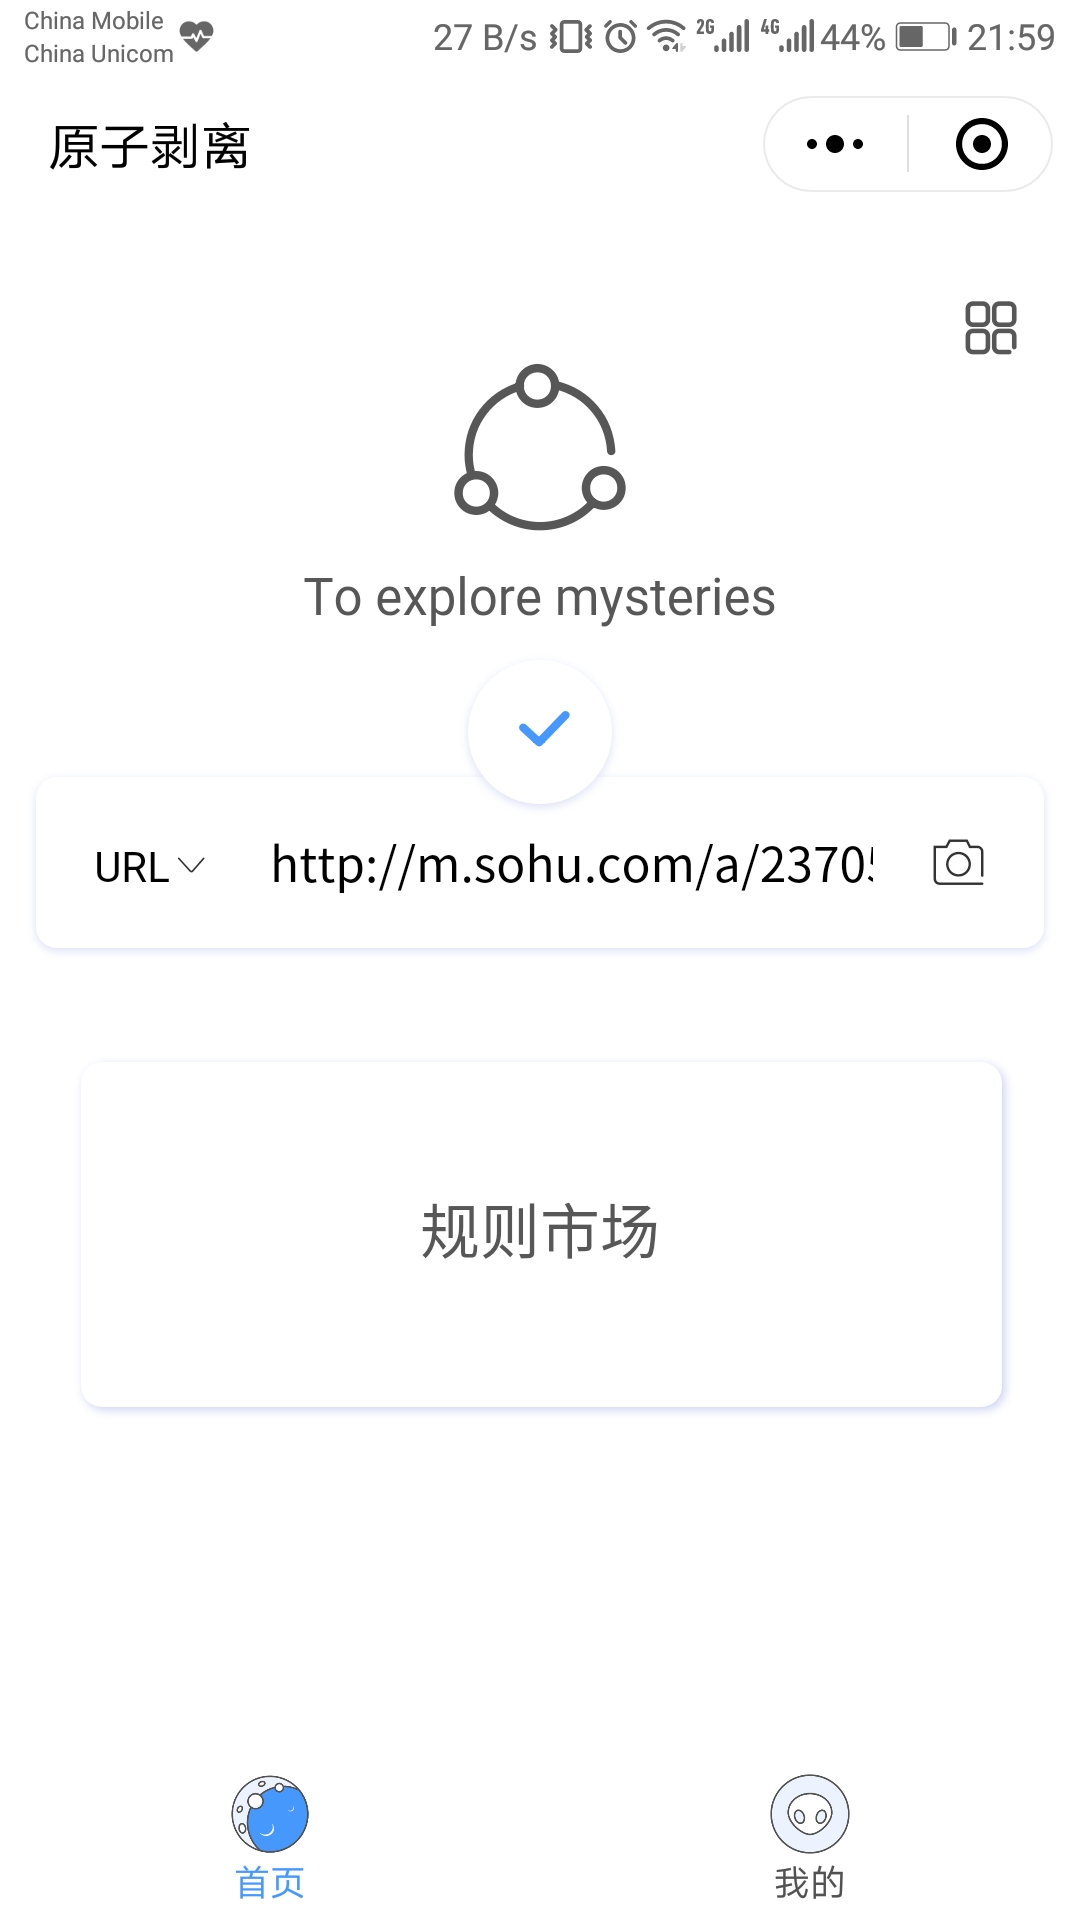 China Mobile
China Unicom
27 B/s 2G 4G 44% 21:59
原子剥离
To explore mysteries
URL http://m.sohu.com/a/2370
规则市场
首页 我的